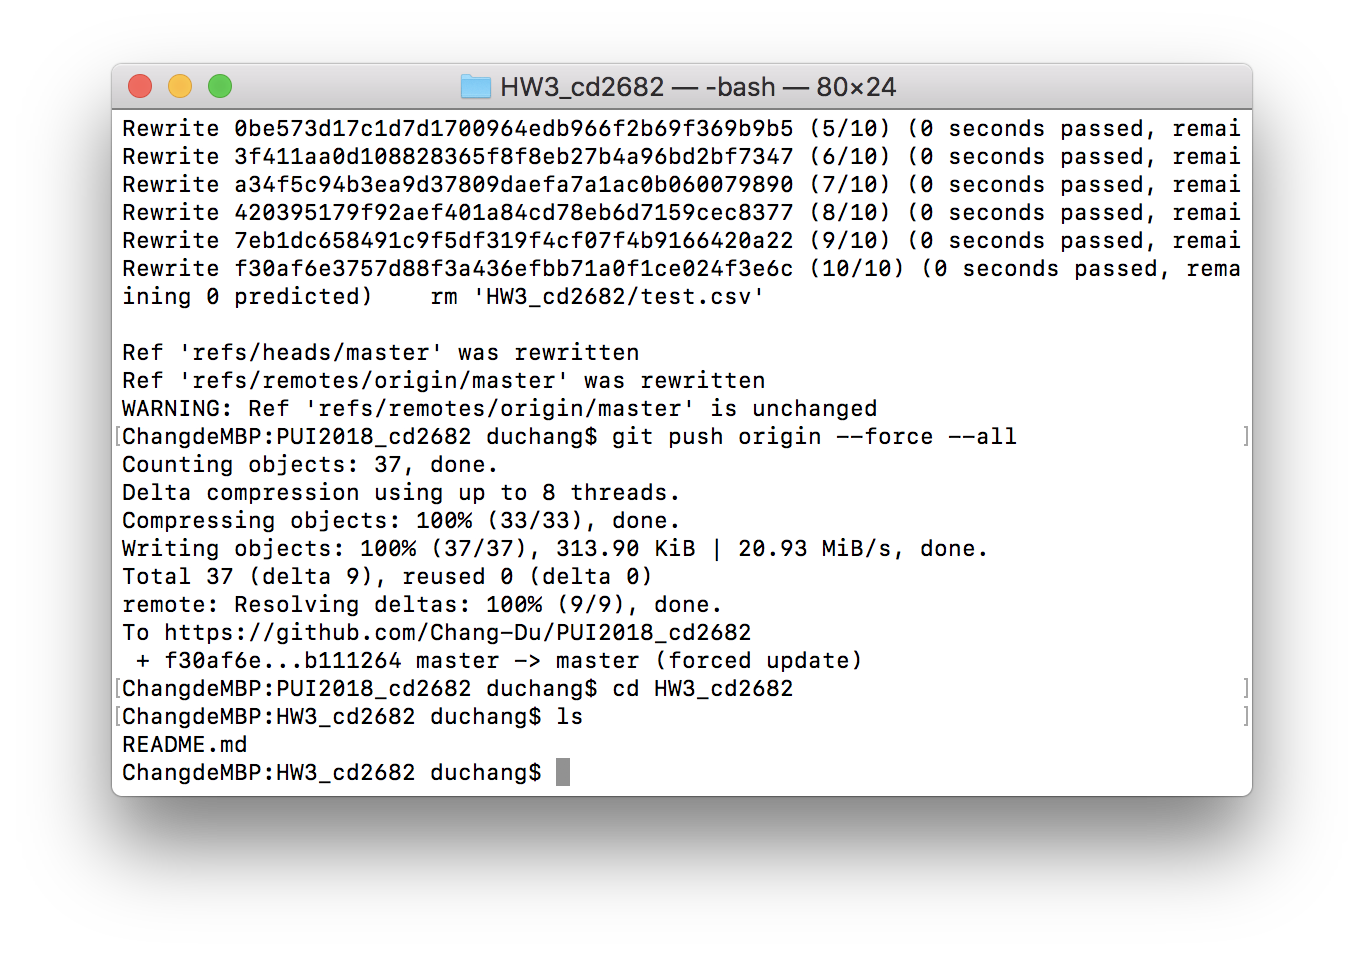 HW3_cd2682 — -bash — 80×24
Rewrite 0be573d17c1d7d1700964edb966f2b69f369b9b5 (5/10) (0 seconds passed, remai
Rewrite 3f411aa0d108828365f8f8eb27b4a96bd2bf7347 (6/10) (0 seconds passed, remai
Rewrite a34f5c94b3ea9d37809daefa7a1ac0b060079890 (7/10) (0 seconds passed, remai
Rewrite 420395179f92aef401a84cd78eb6d7159cec8377 (8/10) (0 seconds passed, remai
Rewrite 7eb1dc658491c9f5df319f4cf07f4b9166420a22 (9/10) (0 seconds passed, remai
Rewrite f30af6e3757d88f3a436efbb71a0f1ce024f3e6c (10/10) (0 seconds passed, rema
ining 0 predicted)    rm 'HW3_cd2682/test.csv'
Ref 'refs/heads/master' was rewritten
Ref 'refs/remotes/origin/master' was rewritten
WARNING: Ref 'refs/remotes/origin/master' is unchanged
[ChangdeMBP:PUI2018_cd2682 duchang$ git push origin --force --all ]
Counting objects: 37, done.
Delta compression using up to 8 threads.
Compressing objects: 100% (33/33), done.
Writing objects: 100% (37/37), 313.90 KiB | 20.93 MiB/s, done.
Total 37 (delta 9), reused 0 (delta 0)
remote: Resolving deltas: 100% (9/9), done.
To https://github.com/Chang-Du/PUI2018_cd2682
 + f30af6e...b111264 master -> master (forced update)
[ChangdeMBP:PUI2018_cd2682 duchang$ cd HW3_cd2682 ]
[ChangdeMBP:HW3_cd2682 duchang$ ls ]
README.md
ChangdeMBP:HW3_cd2682 duchang$